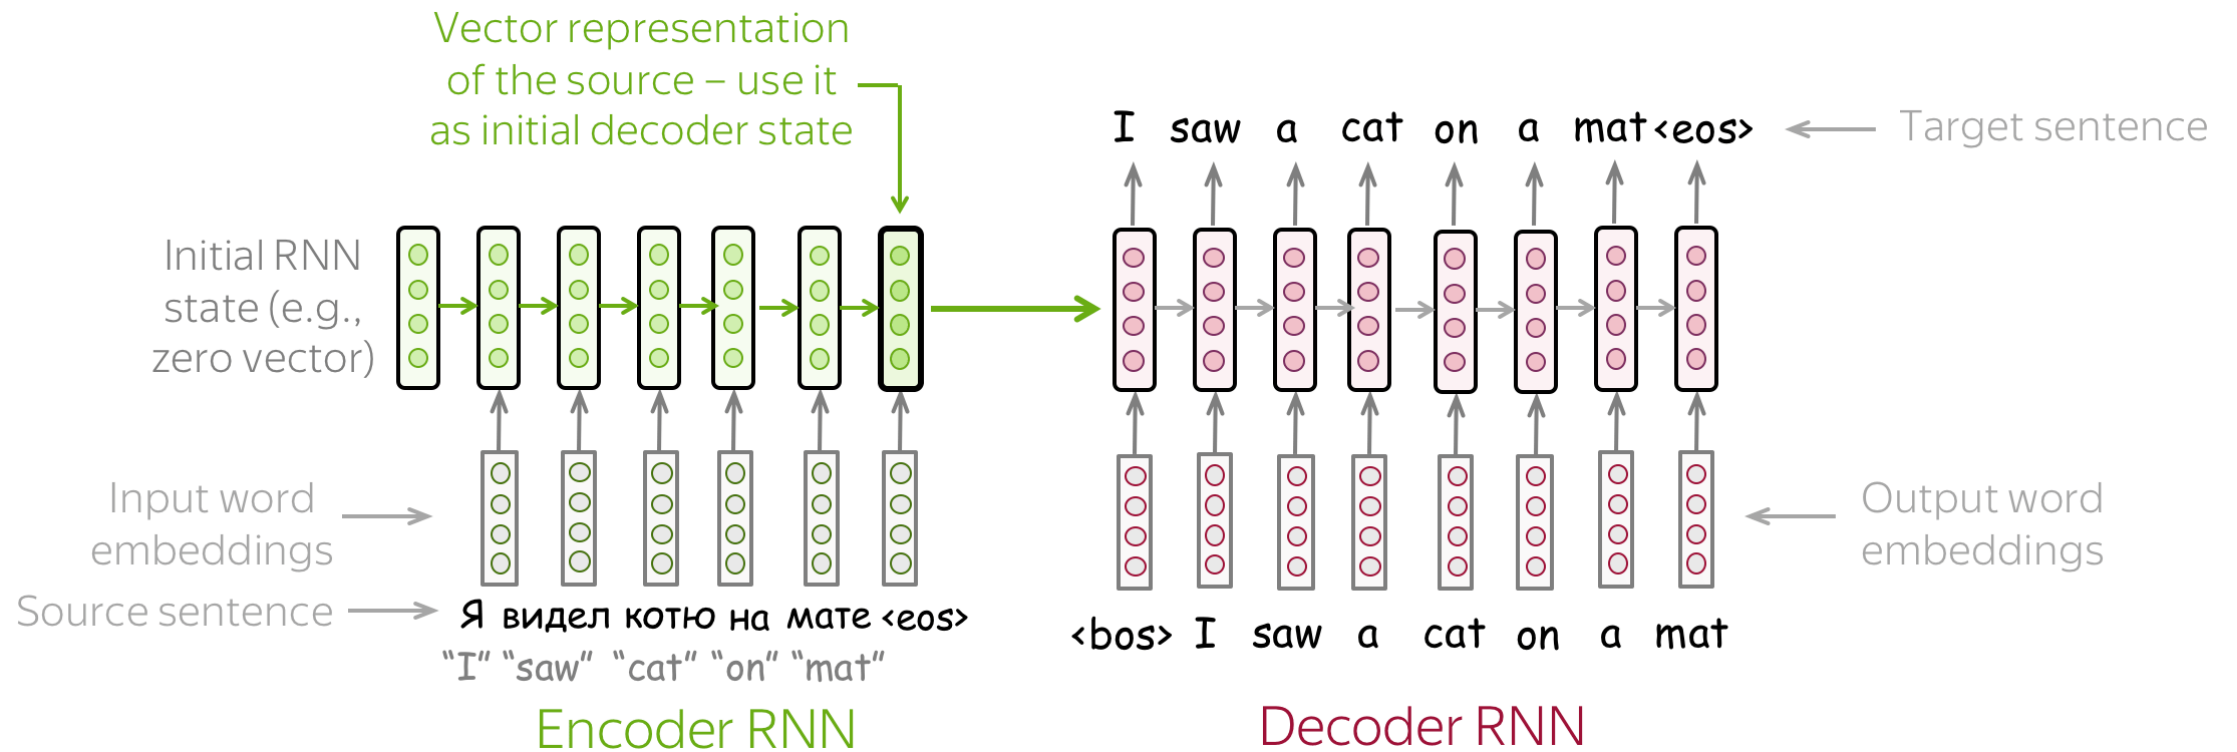 Vector representation
of the source – use it
as initial decoder state
I saw a cat on a mat <eos>
Target sentence
Initial RNN
state (e.g.,
zero vector)
Input word
embeddings
Output word
embeddings
Source sentence
Я видел котю на мате <eos>
"I" "saw" "cat" "on" "mat"
<bos> I saw a cat on a mat
Encoder RNN
Decoder RNN